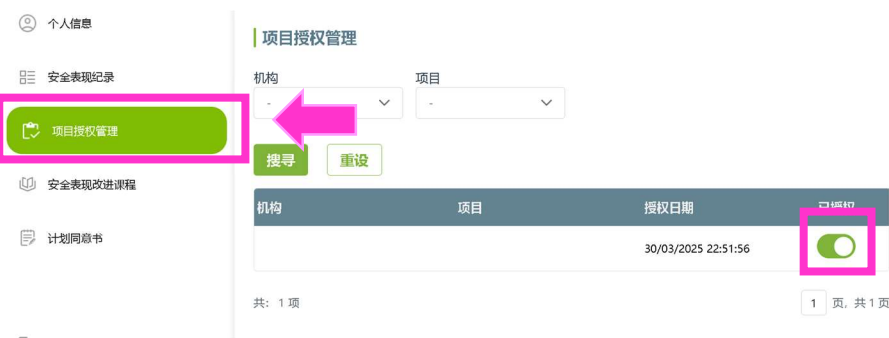 个人信息
安全表现纪录
项目授权管理
安全表现改进课程
计划同意书
项目授权管理
机构 项目
- -
搜寻 重设
机构 项目 授权日期 已授权
30/03/2025 22:51:56
共: 1 项 1 页, 共 1 页